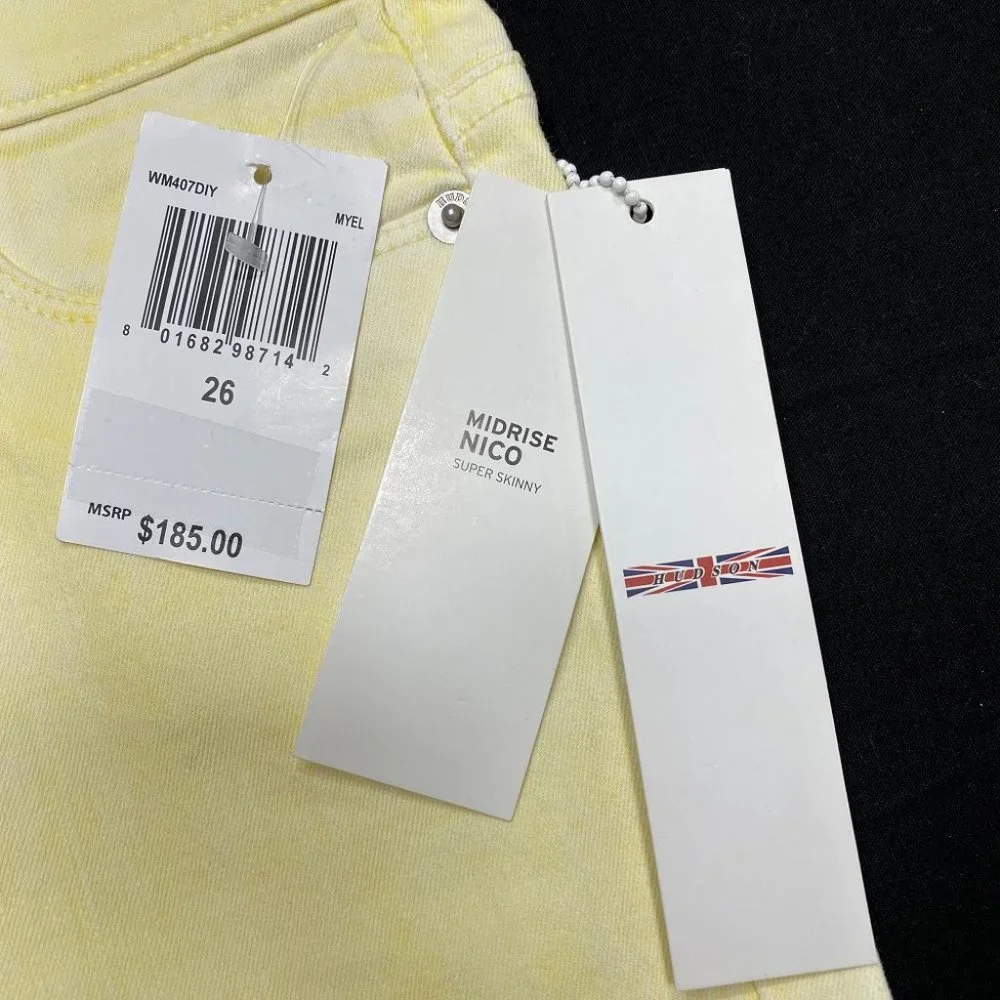 WM407DIY
MYEL
8 01682 98714 2
26
MSRP $185.00
MIDRISE
NICO
SUPER SKINNY
HUDSON